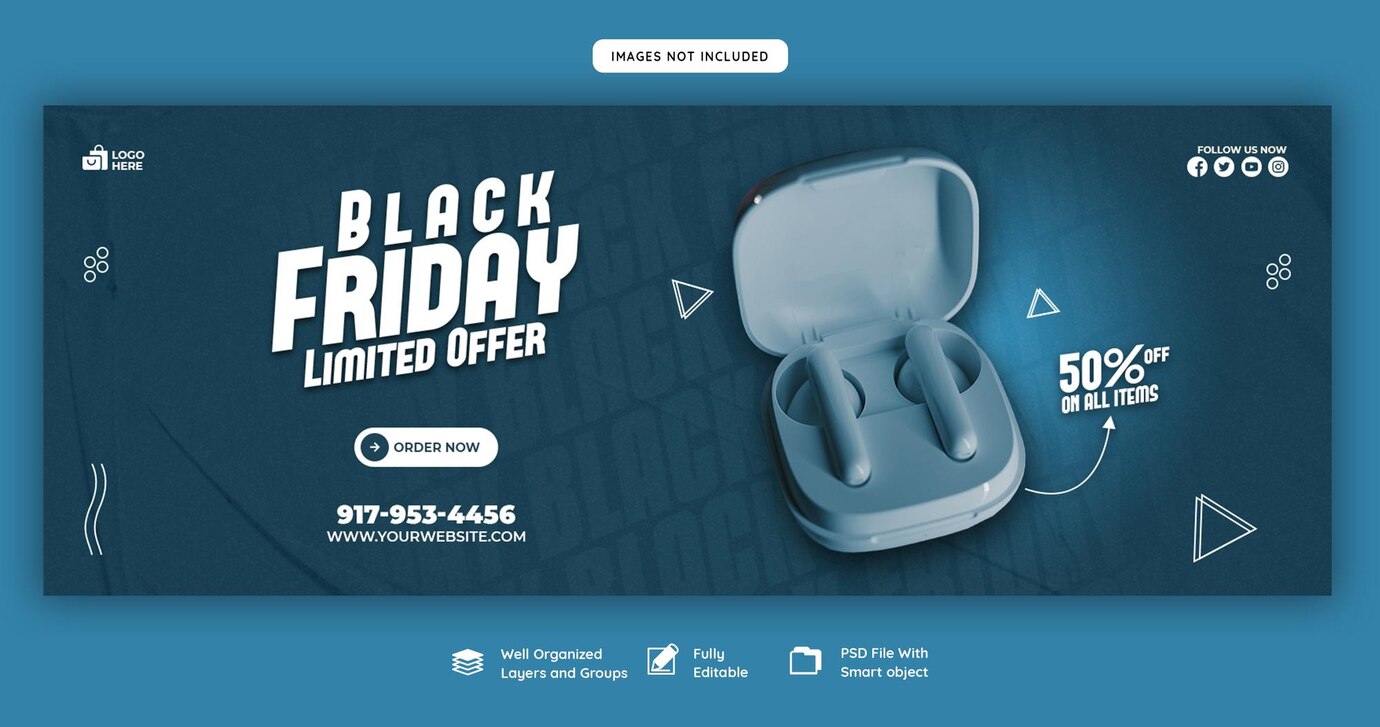 IMAGES NOT INCLUDED
LOGO
HERE
FOLLOW US NOW
BLACK
FRIDAY
LIMITED OFFER
50% OFF
ON ALL ITEMS
ORDER NOW
917-953-4456
WWW.YOURWEBSITE.COM
Well Organized
Layers and Groups
Fully
Editable
PSD File With
Smart object